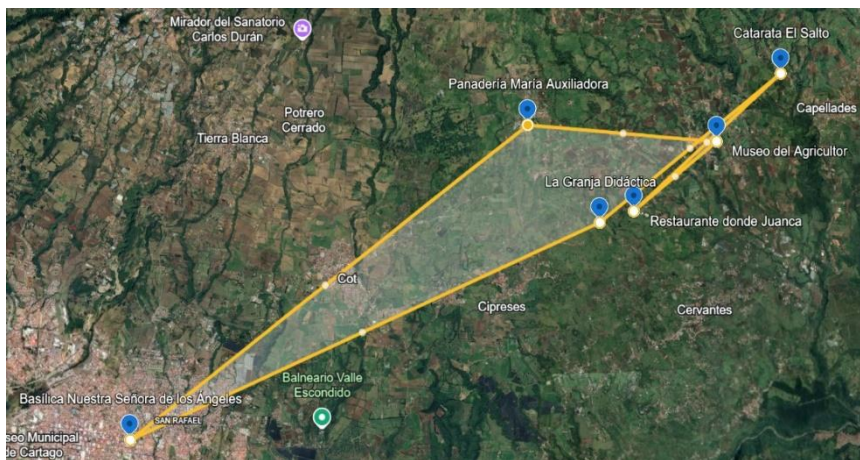 Mirador del Sanatorio
Carlos Durán
Catarata El Salto
Panadería María Auxiliadora
Capellades
Potrero
Cerrado
Tierra Blanca
Museo del Agricultor
La Granja Didáctica
Restaurante donde Juanca
Cot
Cipreses
Cervantes
Balneario Valle
Escondido
Basílica Nuestra Señora de los Ángeles
SAN RAFAEL
seo Municipal
de Cartago